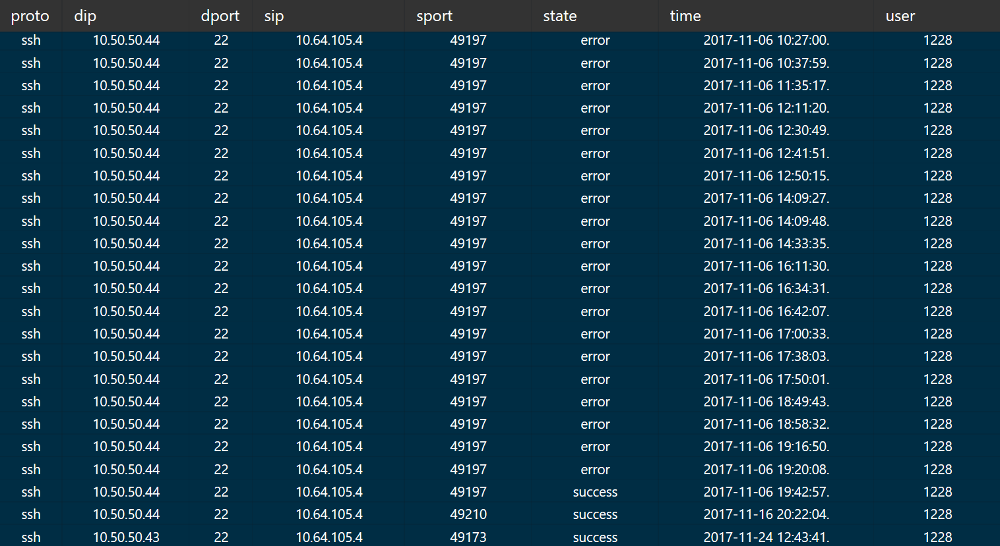 proto dip dport sip sport state time user
ssh 10.50.50.44 22 10.64.105.4 49197 error 2017-11-06 10:27:00. 1228
ssh 10.50.50.44 22 10.64.105.4 49197 error 2017-11-06 10:37:59. 1228
ssh 10.50.50.44 22 10.64.105.4 49197 error 2017-11-06 11:35:17. 1228
ssh 10.50.50.44 22 10.64.105.4 49197 error 2017-11-06 12:11:20. 1228
ssh 10.50.50.44 22 10.64.105.4 49197 error 2017-11-06 12:30:49. 1228
ssh 10.50.50.44 22 10.64.105.4 49197 error 2017-11-06 12:41:51. 1228
ssh 10.50.50.44 22 10.64.105.4 49197 error 2017-11-06 12:50:15. 1228
ssh 10.50.50.44 22 10.64.105.4 49197 error 2017-11-06 14:09:27. 1228
ssh 10.50.50.44 22 10.64.105.4 49197 error 2017-11-06 14:09:48. 1228
ssh 10.50.50.44 22 10.64.105.4 49197 error 2017-11-06 14:33:35. 1228
ssh 10.50.50.44 22 10.64.105.4 49197 error 2017-11-06 16:11:30. 1228
ssh 10.50.50.44 22 10.64.105.4 49197 error 2017-11-06 16:34:31. 1228
ssh 10.50.50.44 22 10.64.105.4 49197 error 2017-11-06 16:42:07. 1228
ssh 10.50.50.44 22 10.64.105.4 49197 error 2017-11-06 17:00:33. 1228
ssh 10.50.50.44 22 10.64.105.4 49197 error 2017-11-06 17:38:03. 1228
ssh 10.50.50.44 22 10.64.105.4 49197 error 2017-11-06 17:50:01. 1228
ssh 10.50.50.44 22 10.64.105.4 49197 error 2017-11-06 18:49:43. 1228
ssh 10.50.50.44 22 10.64.105.4 49197 error 2017-11-06 18:58:32. 1228
ssh 10.50.50.44 22 10.64.105.4 49197 error 2017-11-06 19:16:50. 1228
ssh 10.50.50.44 22 10.64.105.4 49197 error 2017-11-06 19:20:08. 1228
ssh 10.50.50.44 22 10.64.105.4 49197 success 2017-11-06 19:42:57. 1228
ssh 10.50.50.44 22 10.64.105.4 49210 success 2017-11-16 20:22:04. 1228
ssh 10.50.50.43 22 10.64.105.4 49173 success 2017-11-24 12:43:41. 1228